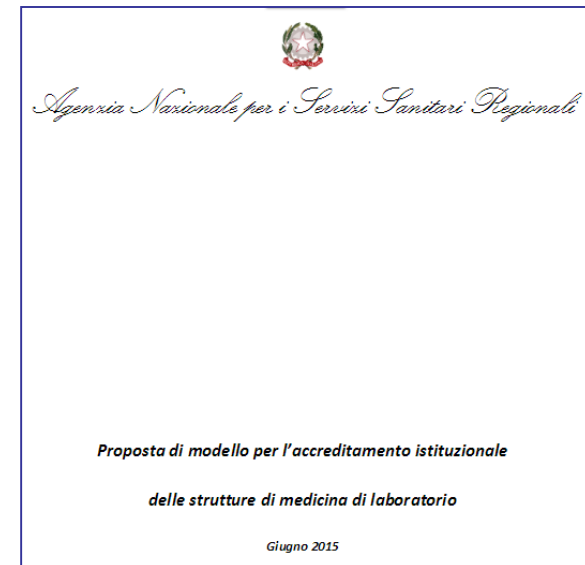 Agenzia Nazionale per i Servizi Sanitari Regionali
Proposta di modello per l'accreditamento istituzionale
delle strutture di medicina di laboratorio
Giugno 2015